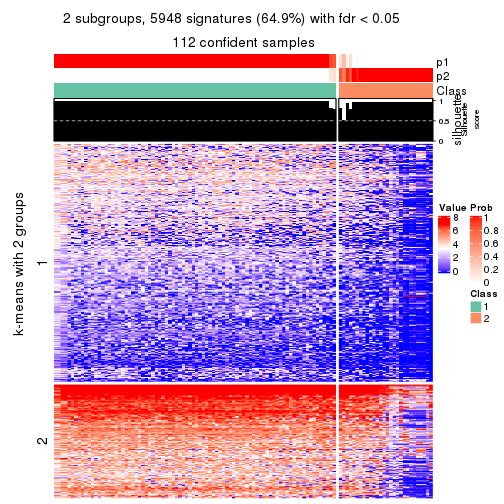 2 subgroups, 5948 signatures (64.9%) with fdr < 0.05
112 confident samples
p1
p2
Class
1
0.5
0
silhouette
Silhouette
score
k-means with 2 groups
1
2
Value
8
6
4
2
0
Prob
1
0.8
0.6
0.4
0.2
0
Class
1
2